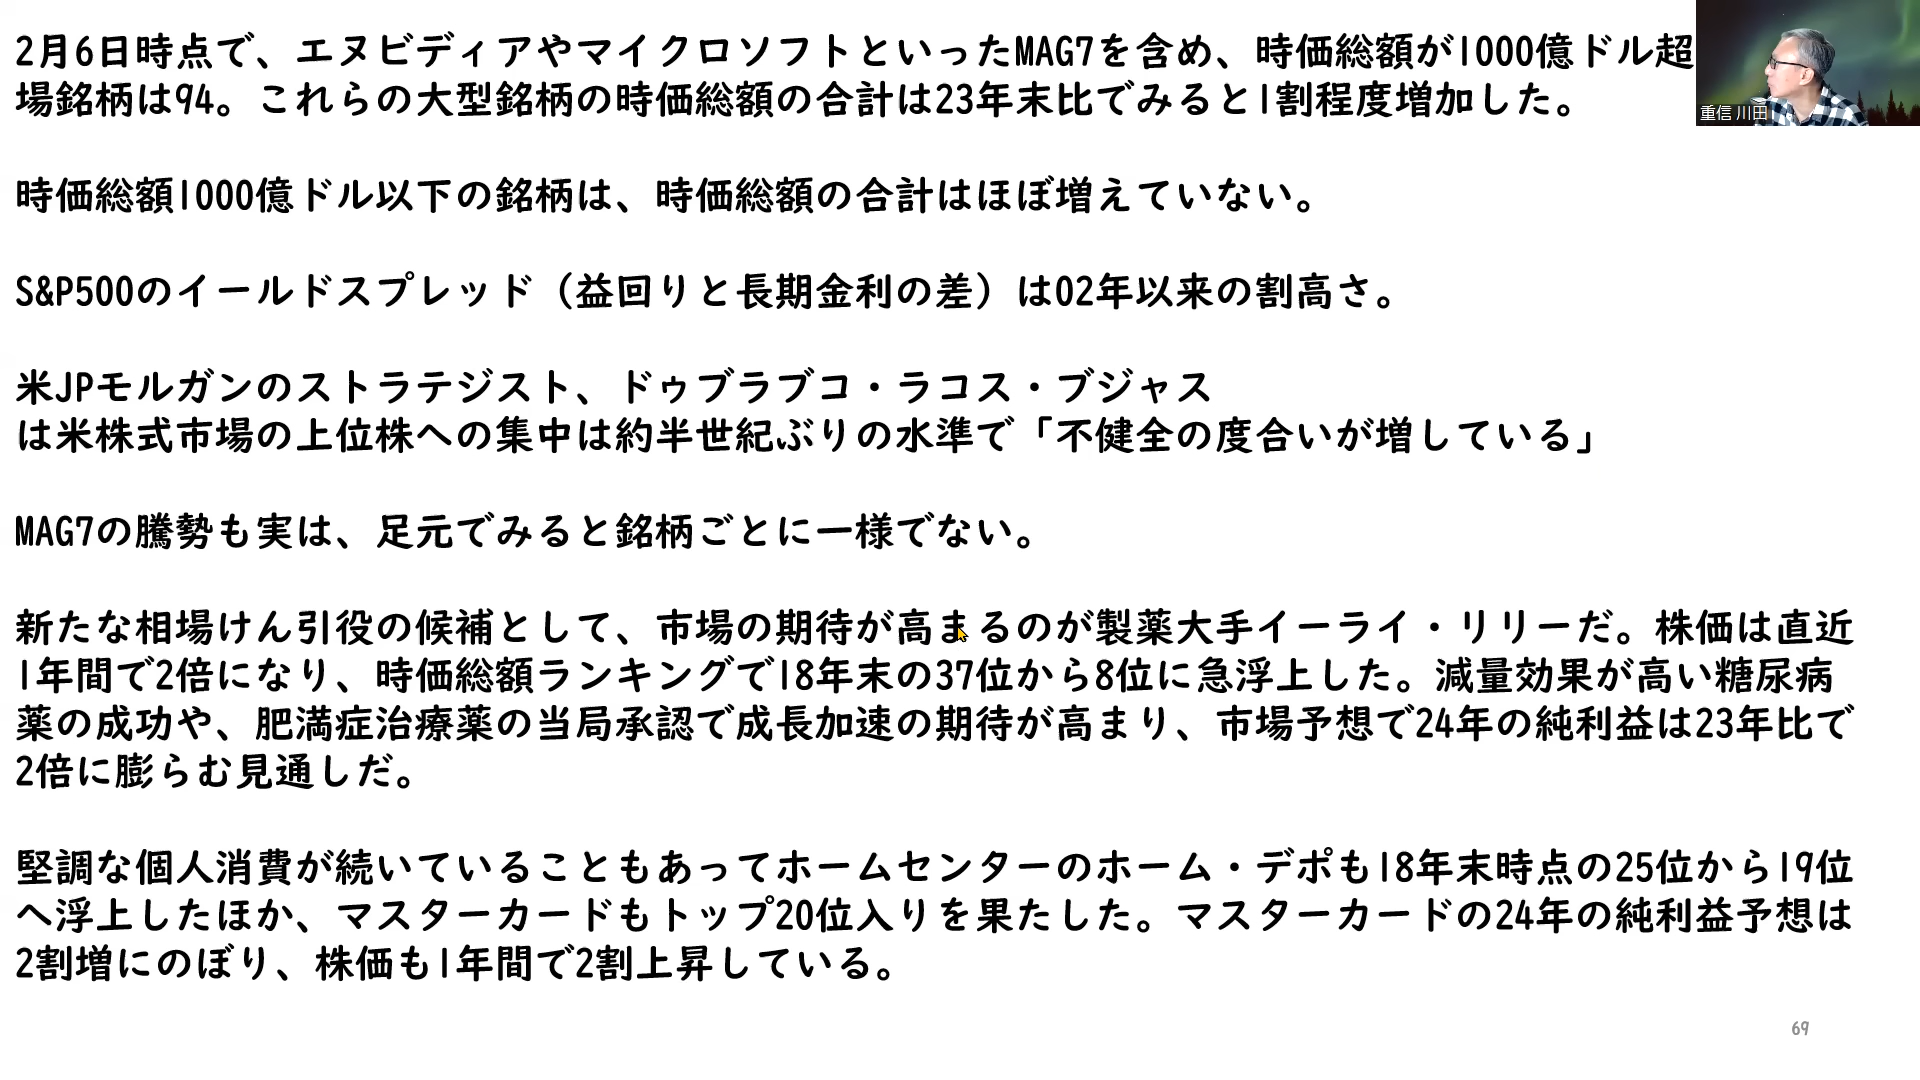 2月6日時点で、エヌビディアやマイクロソフトといったMAG7を含め、時価総額が1000億ドル超
場銘柄は94。これらの大型銘柄の時価総額の合計は23年末比でみると1割程度増加した。
重信 川田
時価総額1000億ドル以下の銘柄は、時価総額の合計はほぼ増えていない。
S&P500のイールドスプレッド（益回りと長期金利の差）は02年以来の割高さ。
米JPモルガンのストラテジスト、ドゥブラブコ・ラコス・ブジャス
は米株式市場の上位株への集中は約半世紀ぶりの水準で「不健全の度合いが増している」
MAG7の騰勢も実は、足元でみると銘柄ごとに一様でない。
新たな相場けん引役の候補として、市場の期待が高まるのが製薬大手イーライ・リリーだ。株価は直近
1年間で2倍になり、時価総額ランキングで18年末の37位から8位に急浮上した。減量効果が高い糖尿病
薬の成功や、肥満症治療薬の当局承認で成長加速の期待が高まり、市場予想で24年の純利益は23年比で
2倍に膨らむ見通しだ。
堅調な個人消費が続いていることもあってホームセンターのホーム・デポも18年末時点の25位から19位
へ浮上したほか、マスターカードもトップ20位入りを果たした。マスターカードの24年の純利益予想は
2割増にのぼり、株価も1年間で2割上昇している。
69